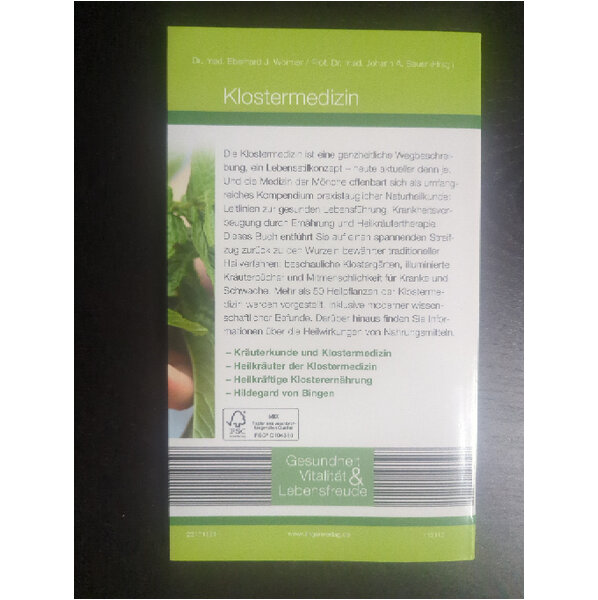 Dr. med. Eberhard J. Wormer / Prof. Dr. med. Johann A. Bauer (Hrsg.)
Klostermedizin
Die Klostermedizin ist eine ganzheitliche Wegbeschrei-
bung, ein Lebensstilkonzept – heute aktueller denn je.
Und die Medizin der Mönche offenbart sich als umfang-
reiches Kompendium praxistauglicher Naturheilkunde:
Leitlinien zur gesunden Lebensführung, Krankheitsvor-
beugung durch Ernährung und Heilkräutertherapie.
Dieses Buch entführt Sie auf einen spannenden Streif-
zug zurück zu den Wurzeln bewährter traditioneller
Heilverfahren: beschauliche Klostergärten, illuminierte
Kräuterbücher und Mitmenschlichkeit für Kranke und
Schwache. Mehr als 50 Heilpflanzen der Klosterme-
dizin werden vorgestellt, inklusive moderner wissen-
schaftlicher Befunde. Darüber hinaus finden Sie Infor-
mationen über die Heilwirkungen von Nahrungsmitteln.
– Kräuterkunde und Klostermedizin
– Heilkräuter der Klostermedizin
– Heilkräftige Klosterernährung
– Hildegard von Bingen
FSC
MIX
Gesundheit
Vitalität &
Lebensfreude